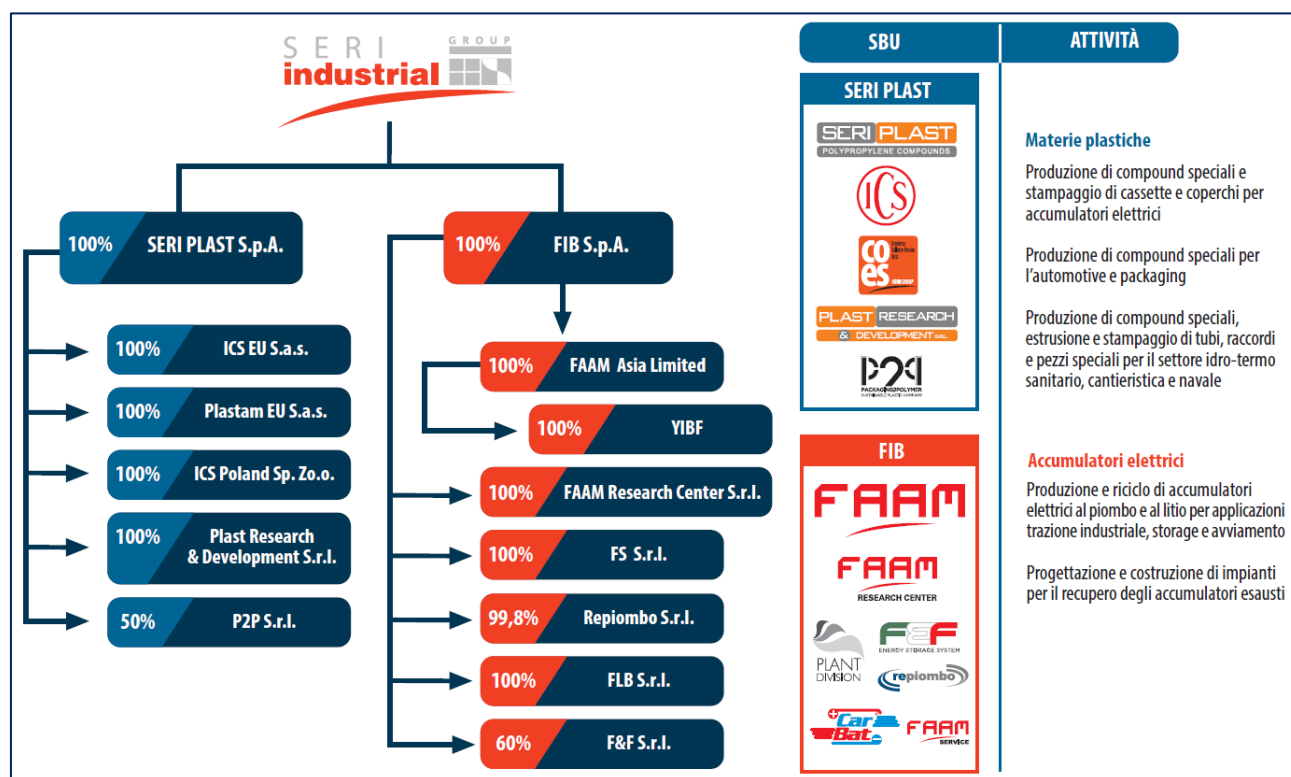 SERI
industrial
GROUP
100%
SERI PLAST S.p.A.
100%
FIB S.p.A.
100%
ICS EU S.a.s.
100%
Plastam EU S.a.s.
100%
ICS Poland Sp. Zo.o.
100%
Plast Research
& Development S.r.l.
50%
P2P S.r.l.
100%
FAAM Asia Limited
100%
YIBF
100%
FAAM Research Center S.r.l.
100%
FS S.r.l.
99,8%
Repiombo S.r.l.
100%
FLB S.r.l.
60%
F&F S.r.l.
SBU
ATTIVITÀ
SERI PLAST
SERI PLAST
POLYPROPYLENE COMPOUNDS
ICS
coes
PLAST RESEARCH
& DEVELOPMENT SRL
P2P
PACKAGING2POLYMER
SUSTAINABLE PLASTIC COMPANY
Materie plastiche
Produzione di compound speciali e
stampaggio di cassette e coperchi per
accumulatori elettrici
Produzione di compound speciali per
l'automotive e packaging
Produzione di compound speciali,
estrusione e stampaggio di tubi, raccordi
e pezzi speciali per il settore idro-termo
sanitario, cantieristica e navale
FIB
FAAM
FAAM
RESEARCH CENTER
PLANT
DIVISION
F&F
ENERGY STORAGE SYSTEM
repiombo
Car
Bat
FAAM
SERVICE
Accumulatori elettrici
Produzione e riciclo di accumulatori
elettrici al piombo e al litio per applicazioni
trazione industriale, storage e avviamento
Progettazione e costruzione di impianti
per il recupero degli accumulatori esausti